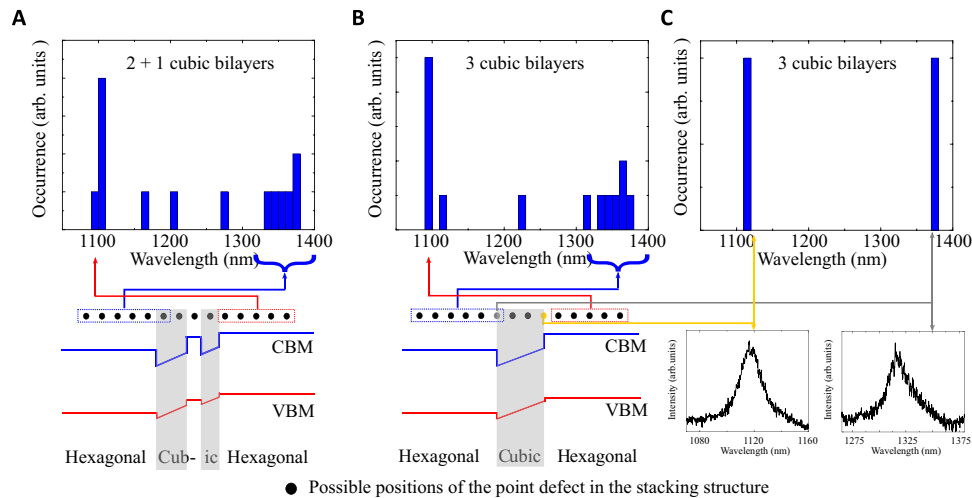 A
B
C
Occurrence (arb. units)
2 + 1 cubic bilayers
1100 1200 1300 1400
Wavelength (nm)
Occurrence (arb. units)
3 cubic bilayers
1100 1200 1300 1400
Wavelength (nm)
Occurrence (arb. units)
3 cubic bilayers
1100 1200 1300 1400
Wavelength (nm)
CBM
VBM
Hexagonal Cub- ic Hexagonal
CBM
VBM
Hexagonal Cubic Hexagonal
Intensity (arb.units)
1080 1120 1160
Wavelength (nm)
Intensity (arb.units)
1275 1325 1375
Wavelength (nm)
Possible positions of the point defect in the stacking structure